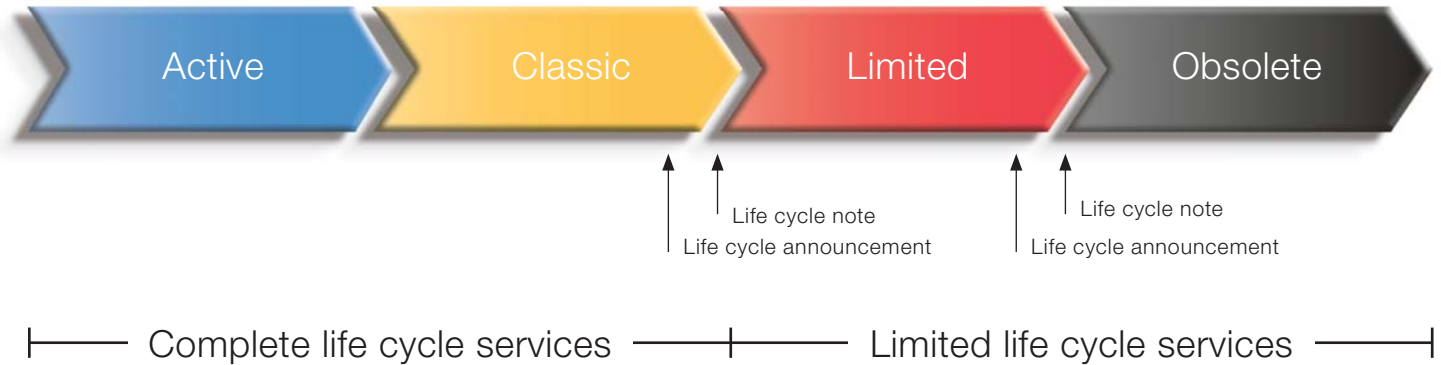 Active
Classic
Limited
Obsolete
Life cycle note
Life cycle announcement
Life cycle note
Life cycle announcement
Complete life cycle services
Limited life cycle services